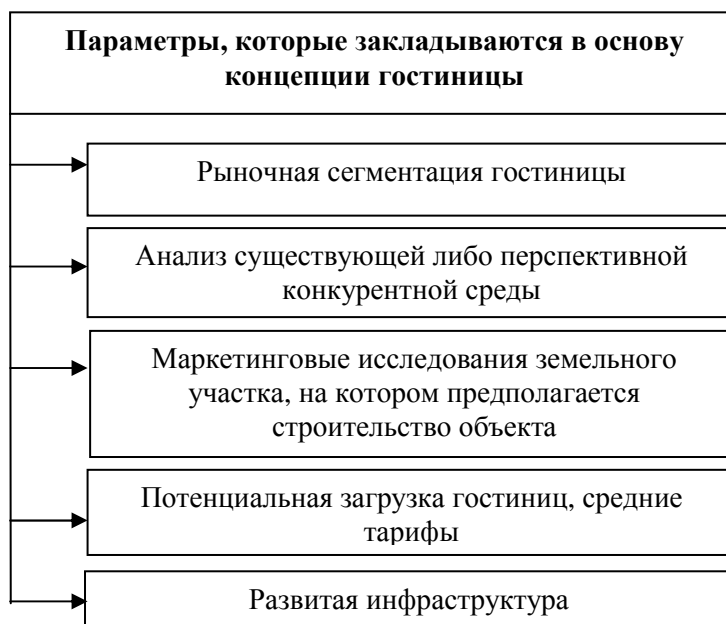 Параметры, которые закладываются в основу
концепции гостиницы
Рыночная сегментация гостиницы
Анализ существующей либо перспективной
конкурентной среды
Маркетинговые исследования земельного
участка, на котором предполагается
строительство объекта
Потенциальная загрузка гостиниц, средние
тарифы
Развитая инфраструктура